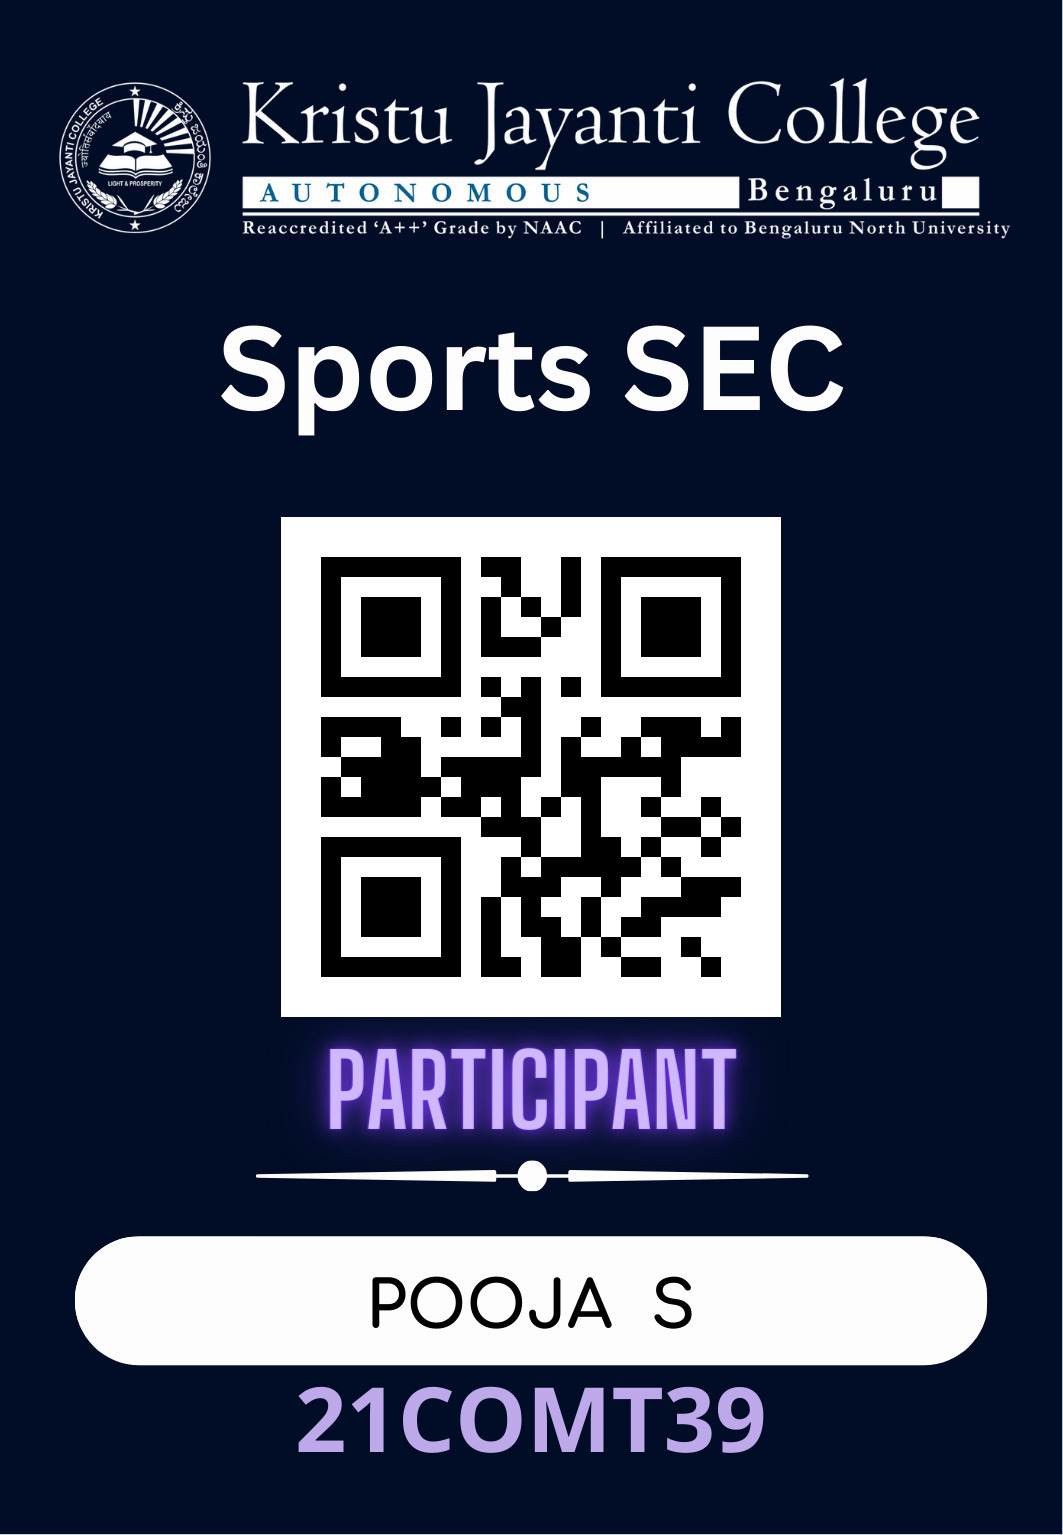 KRISTU JAYANTI COLLEGE
LIGHT & PROSPERITY
Kristu Jayanti College
AUTONOMOUS Bengaluru
Reaccredited ‘A++’ Grade by NAAC | Affiliated to Bengaluru North University
Sports SEC
PARTICIPANT
POOJA S
21COMT39